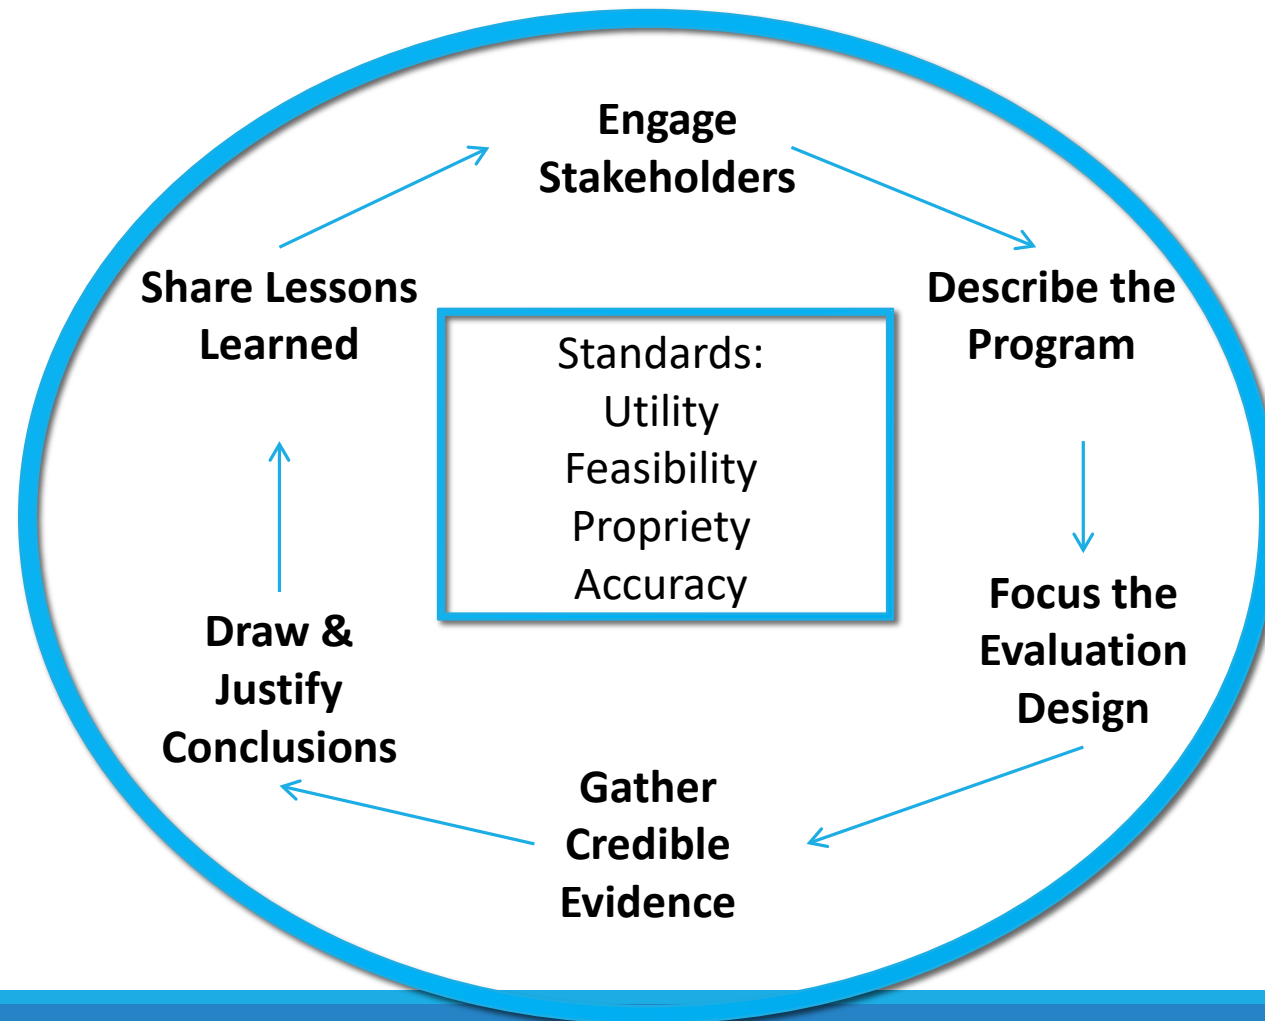 Engage
Stakeholders
Describe the
Program
Focus the
Evaluation
Design
Gather
Credible
Evidence
Draw &
Justify
Conclusions
Share Lessons
Learned
Standards:
Utility
Feasibility
Propriety
Accuracy